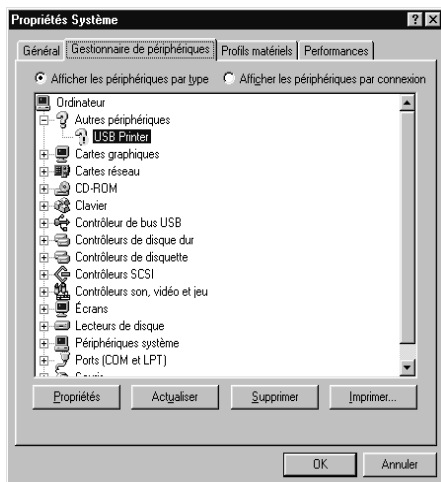 Propriétés Système
Général Gestionnaire de périphériques Profils matériels Performances
Afficher les périphériques par type Afficher les périphériques par connexion
Ordinateur
Autres périphériques
USB Printer
Cartes graphiques
Cartes réseau
CD-ROM
Clavier
Contrôleur de bus USB
Contrôleurs de disque dur
Contrôleurs de disquette
Contrôleurs SCSI
Contrôleurs son, vidéo et jeu
Écrans
Lecteurs de disque
Périphériques système
Ports (COM et LPT)
Propriétés Actualiser Supprimer Imprimer...
OK Annuler